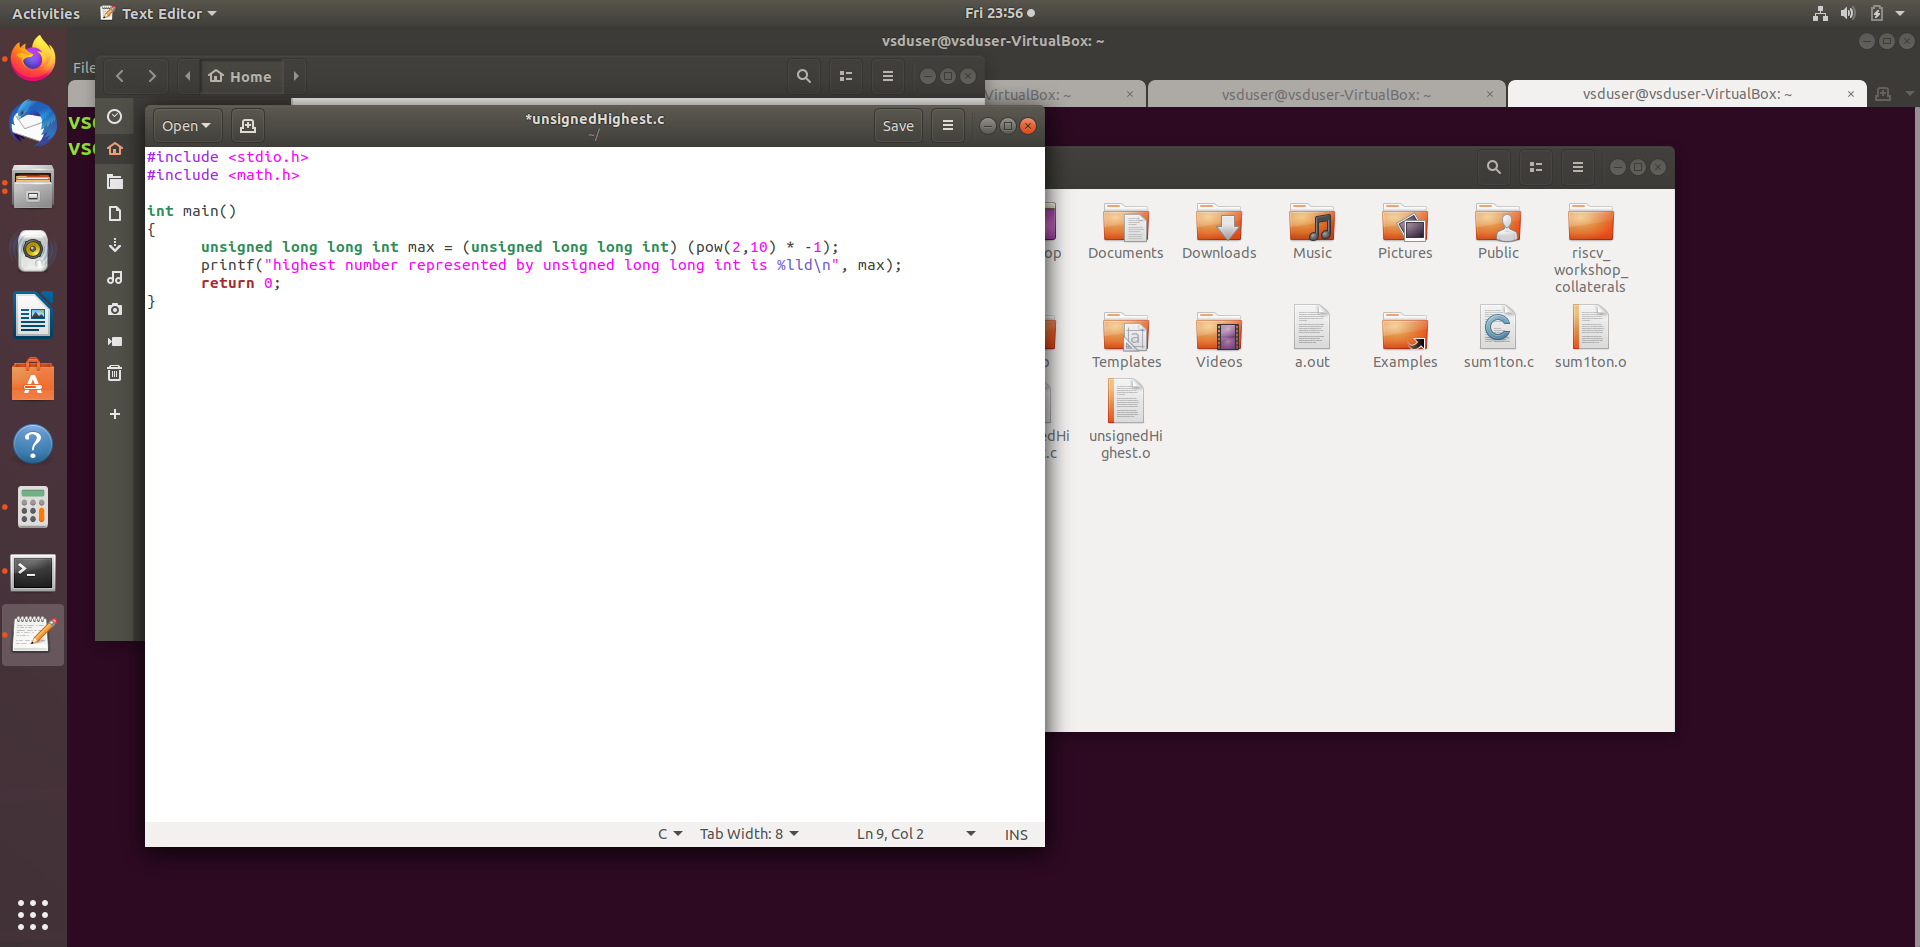 Activities
Text Editor
Fri 23:56
vsduser@vsduser-VirtualBox: ~
File
Home
VirtualBox: ~
vsduser@vsduser-VirtualBox: ~
vsduser@vsduser-VirtualBox: ~
Open
*unsignedHighest.c
~/
Save
#include <stdio.h>
#include <math.h>
int main()
{
unsigned long long int max = (unsigned long long int) (pow(2,10) * -1);
printf("highest number represented by unsigned long long int is %lld\n", max);
return 0;
}
C
Tab Width: 8
Ln 9, Col 2
INS
Documents
Downloads
Music
Pictures
Public
riscv_
workshop_
collaterals
Templates
Videos
a.out
Examples
sum1ton.c
sum1ton.o
unsignedHi
ghest.o